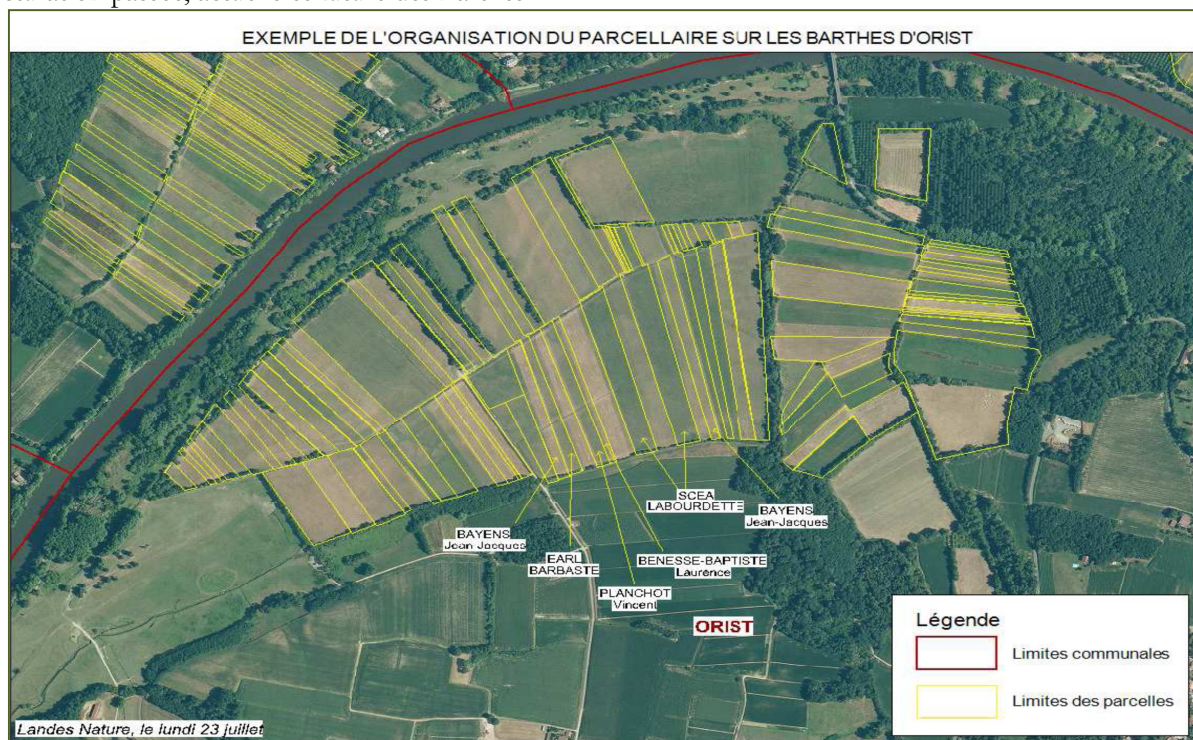 EXEMPLE DE L'ORGANISATION DU PARCELLAIRE SUR LES BARTHES D'ORIST
SCEA
LABOURDETTE
BAYENS
Jean-Jacques
BAYENS
Jean Jacques
EARL
BARBASTE
BENESSE-BAPTISTE
Laurence
PLANCHOT
Vincent
ORIST
Légende
Limites communales
Limites des parcelles
Landes Nature, le lundi 23 juillet